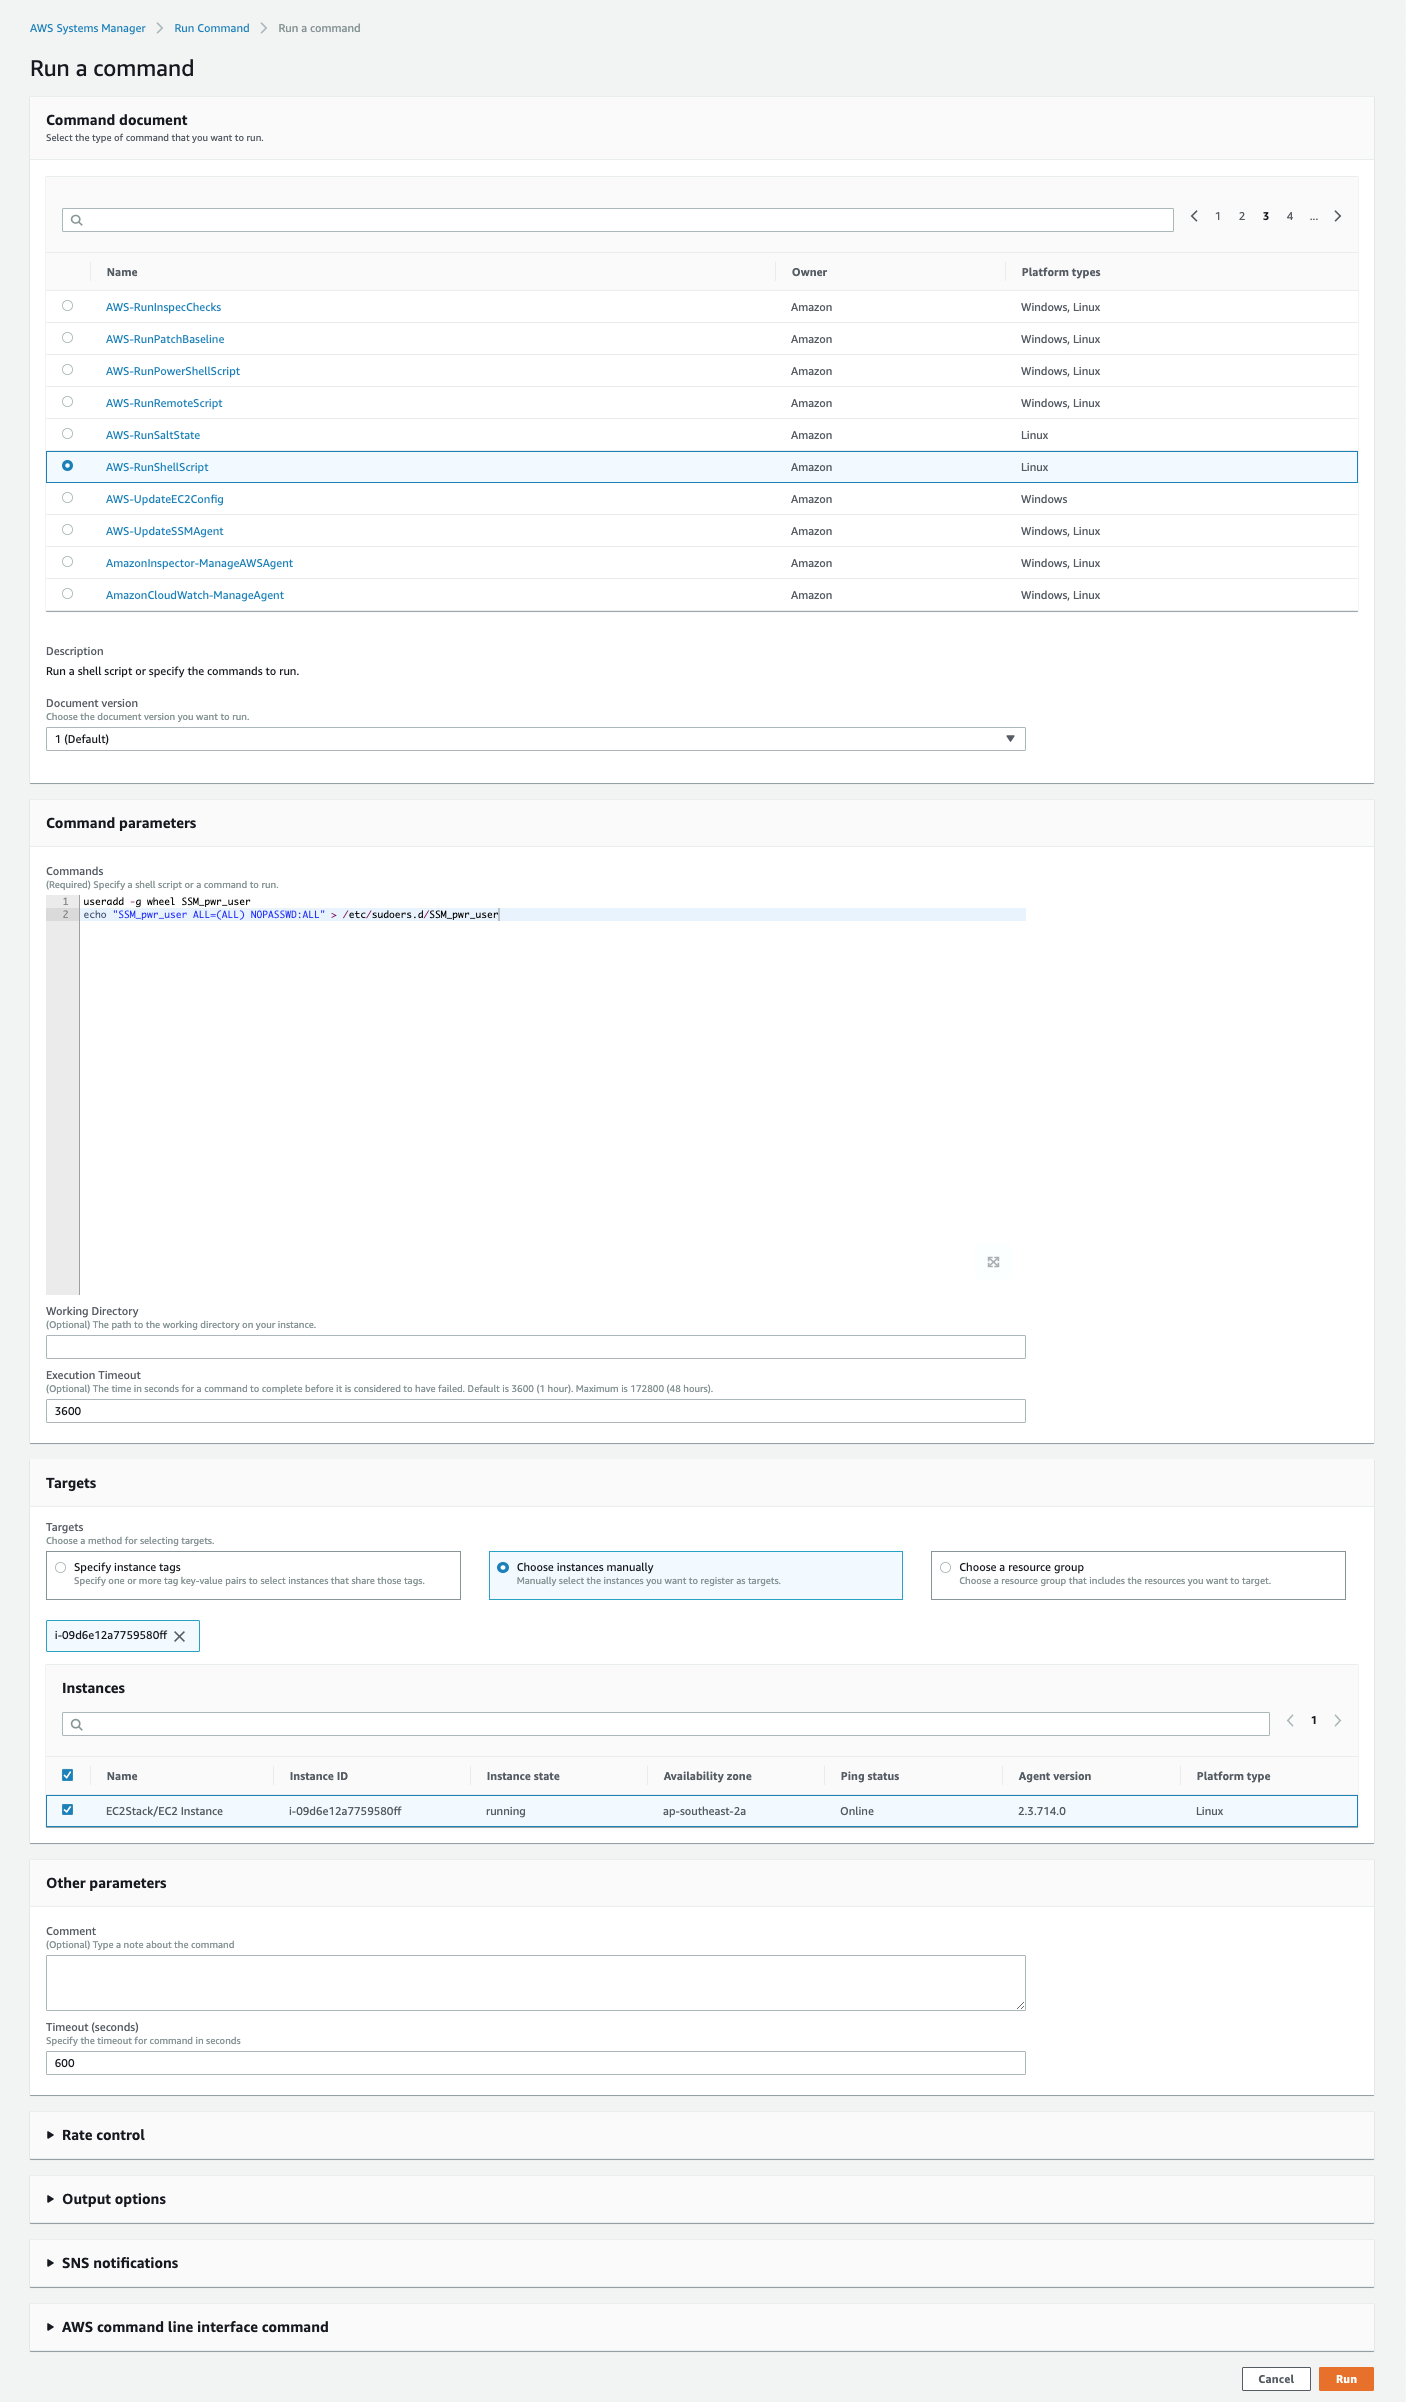 AWS Systems Manager > Run Command > Run a command
Run a command
Command document
Select the type of command that you want to run.
1 2 3 4 ...
Name Owner Platform types
AWS-RunInspecChecks Amazon Windows, Linux
AWS-RunPatchBaseline Amazon Windows, Linux
AWS-RunPowerShellScript Amazon Windows, Linux
AWS-RunRemoteScript Amazon Windows, Linux
AWS-RunSaltState Amazon Linux
AWS-RunShellScript Amazon Linux
AWS-UpdateEC2Config Amazon Windows
AWS-UpdateSSMAgent Amazon Windows, Linux
AmazonInspector-ManageAWSAgent Amazon Windows, Linux
AmazonCloudWatch-ManageAgent Amazon Windows, Linux
Description
Run a shell script or specify the commands to run.
Document version
Choose the document version you want to run.
1 (Default)
Command parameters
Commands
(Required) Specify a shell script or a command to run.
1 useradd -g wheel SSM_pwr_user
2 echo "SSM_pwr_user ALL=(ALL) NOPASSWD:ALL" > /etc/sudoers.d/SSM_pwr_user
Working Directory
(Optional) The path to the working directory on your instance.
Execution Timeout
(Optional) The time in seconds for a command to complete before it is considered to have failed. Default is 3600 (1 hour). Maximum is 172800 (48 hours).
3600
Targets
Targets
Choose a method for selecting targets.
Specify instance tags
Specify one or more tag key-value pairs to select instances that share those tags.
Choose instances manually
Manually select the instances you want to register as targets.
Choose a resource group
Choose a resource group that includes the resources you want to target.
i-09d6e12a7759580ff
Instances
1
Name Instance ID Instance state Availability zone Ping status Agent version Platform type
EC2Stack/EC2 Instance i-09d6e12a7759580ff running ap-southeast-2a Online 2.3.714.0 Linux
Other parameters
Comment
(Optional) Type a note about the command
Timeout (seconds)
Specify the timeout for command in seconds
600
Rate control
Output options
SNS notifications
AWS command line interface command
Cancel Run